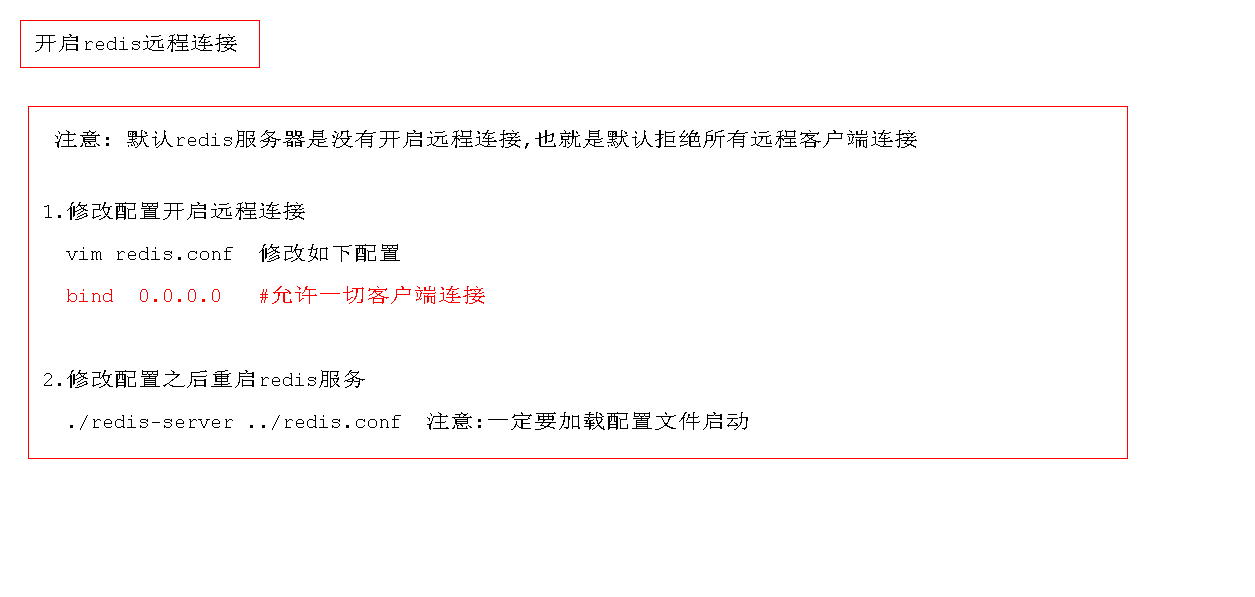 开启redis远程连接
注意: 默认redis服务器是没有开启远程连接,也就是默认拒绝所有远程客户端连接
1.修改配置开启远程连接
vim redis.conf  修改如下配置
bind  0.0.0.0   #允许一切客户端连接
2.修改配置之后重启redis服务
./redis-server ../redis.conf  注意:一定要加载配置文件启动